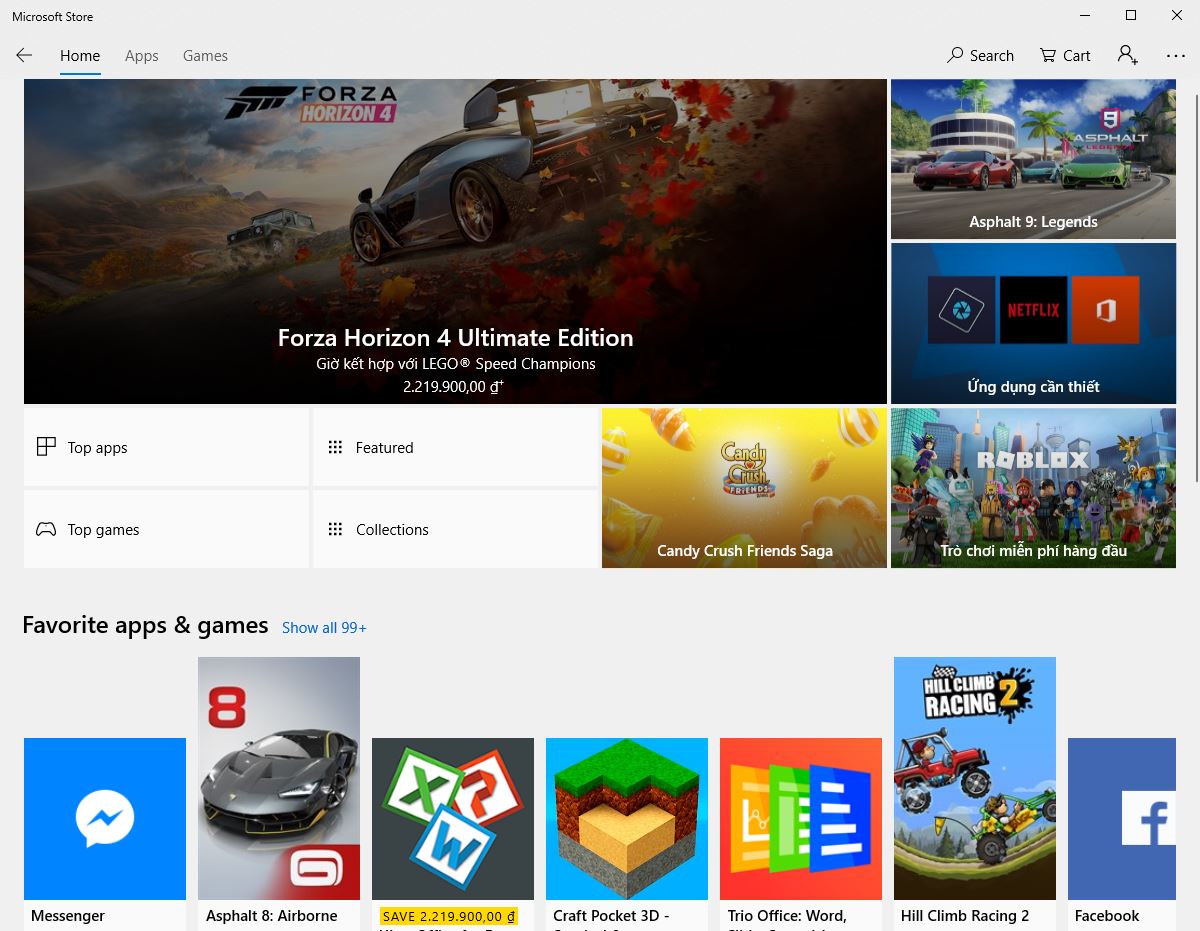 Microsoft Store
Home
Apps
Games
Search
Cart
FORZA
HORIZON 4
Forza Horizon 4 Ultimate Edition
Giờ kết hợp với LEGO® Speed Champions
2.219.900,00 ₫⁺
9
ASPHALT
LEGENDS
Asphalt 9: Legends
NETFLIX
Ứng dụng cần thiết
Top apps
Featured
Top games
Collections
Candy
Crush
FRIENDS
SAGA
Candy Crush Friends Saga
ROBLOX
Trò chơi miễn phí hàng đầu
Favorite apps & games
Show all 99+
8
X
?
W
HILL CLIMB
RACING 2
Messenger
Asphalt 8: Airborne
SAVE 2.219.900,00 ₫
Craft Pocket 3D -
Trio Office: Word,
Hill Climb Racing 2
Facebook